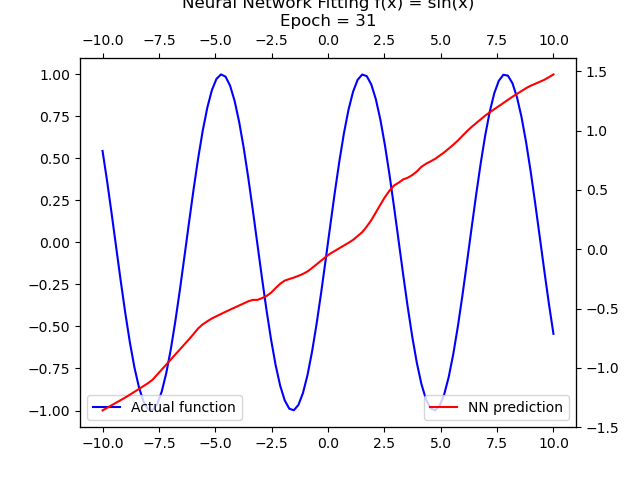 Neural Network Fitting f(x) = sin(x)
Epoch = 31
−10.0 −7.5 −5.0 −2.5 0.0 2.5 5.0 7.5 10.0
1.00 1.5
0.75
1.0
0.50
0.5
0.25
0.00 0.0
−0.25
−0.5
−0.50
−0.75 −1.0
−1.00 Actual function NN prediction
−1.5
−10.0 −7.5 −5.0 −2.5 0.0 2.5 5.0 7.5 10.0